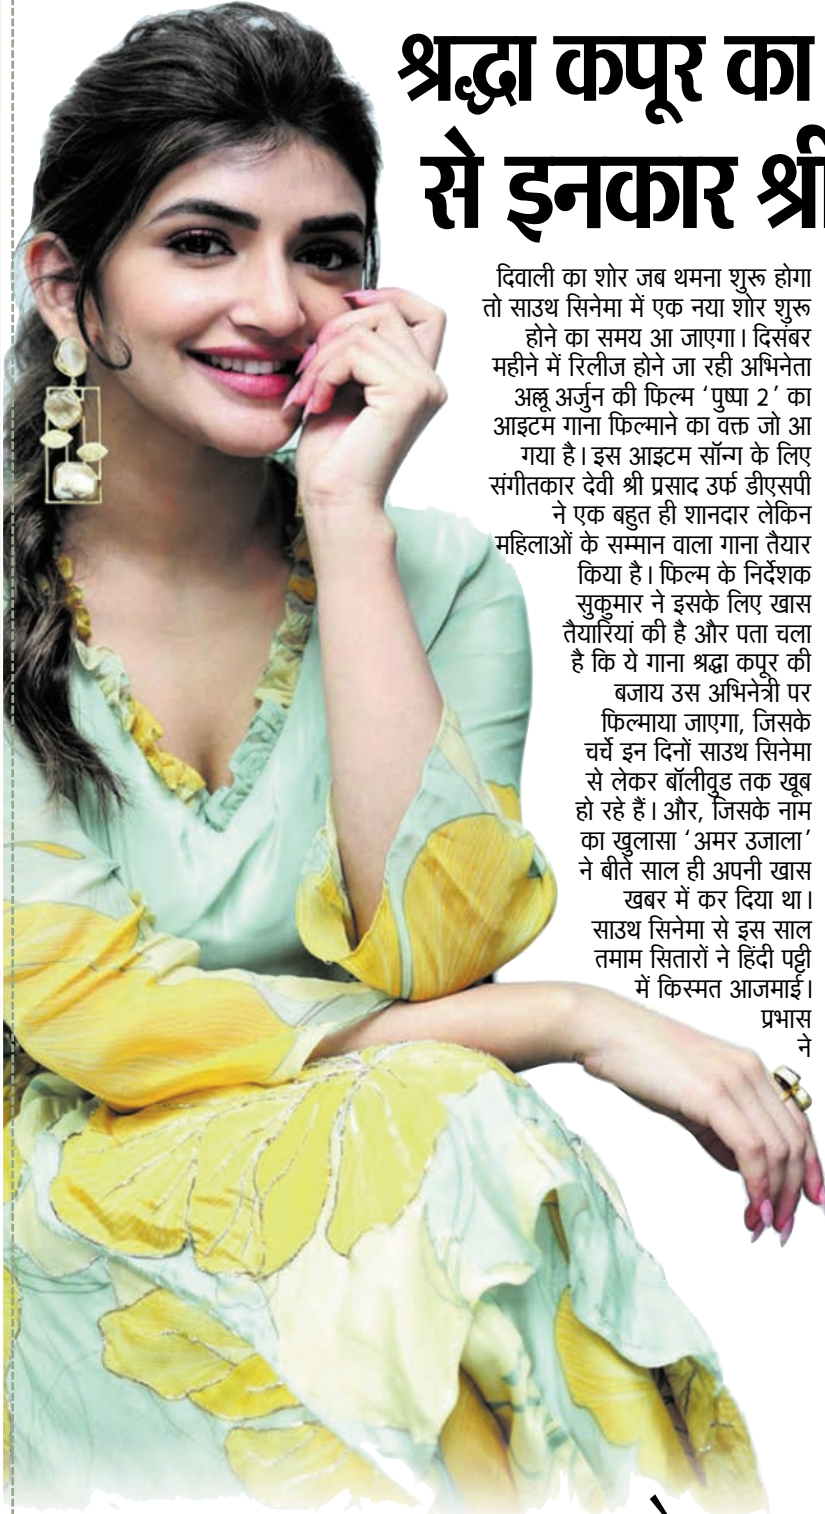 श्रद्धा कपूर का
से इनकार श्री
दिवाली का शोर जब थमना शुरू होगा
तो साउथ सिनेमा में एक नया शोर शुरू
होने का समय आ जाएगा। दिसंबर
महीने में रिलीज होने जा रही अभिनेता
अल्लू अर्जुन की फिल्म ‘पुष्पा 2’ का
आइटम गाना फिल्माने का वक्त जो आ
गया है। इस आइटम सॉन्ग के लिए
संगीतकार देवी श्री प्रसाद उर्फ डीएसपी
ने एक बहुत ही शानदार लेकिन
महिलाओं के सम्मान वाला गाना तैयार
किया है। फिल्म के निर्देशक
सुकुमार ने इसके लिए खास
तैयारियां की है और पता चला
है कि ये गाना श्रद्धा कपूर की
बजाय उस अभिनेत्री पर
फिल्माया जाएगा, जिसके
चर्चे इन दिनों साउथ सिनेमा
से लेकर बॉलीवुड तक खूब
हो रहे हैं। और, जिसके नाम
का खुलासा ‘अमर उजाला’
ने बीते साल ही अपनी खास
खबर में कर दिया था।
साउथ सिनेमा से इस साल
तमाम सितारों ने हिंदी पट्टी
में किस्मत आजमाई।
प्रभास
ने